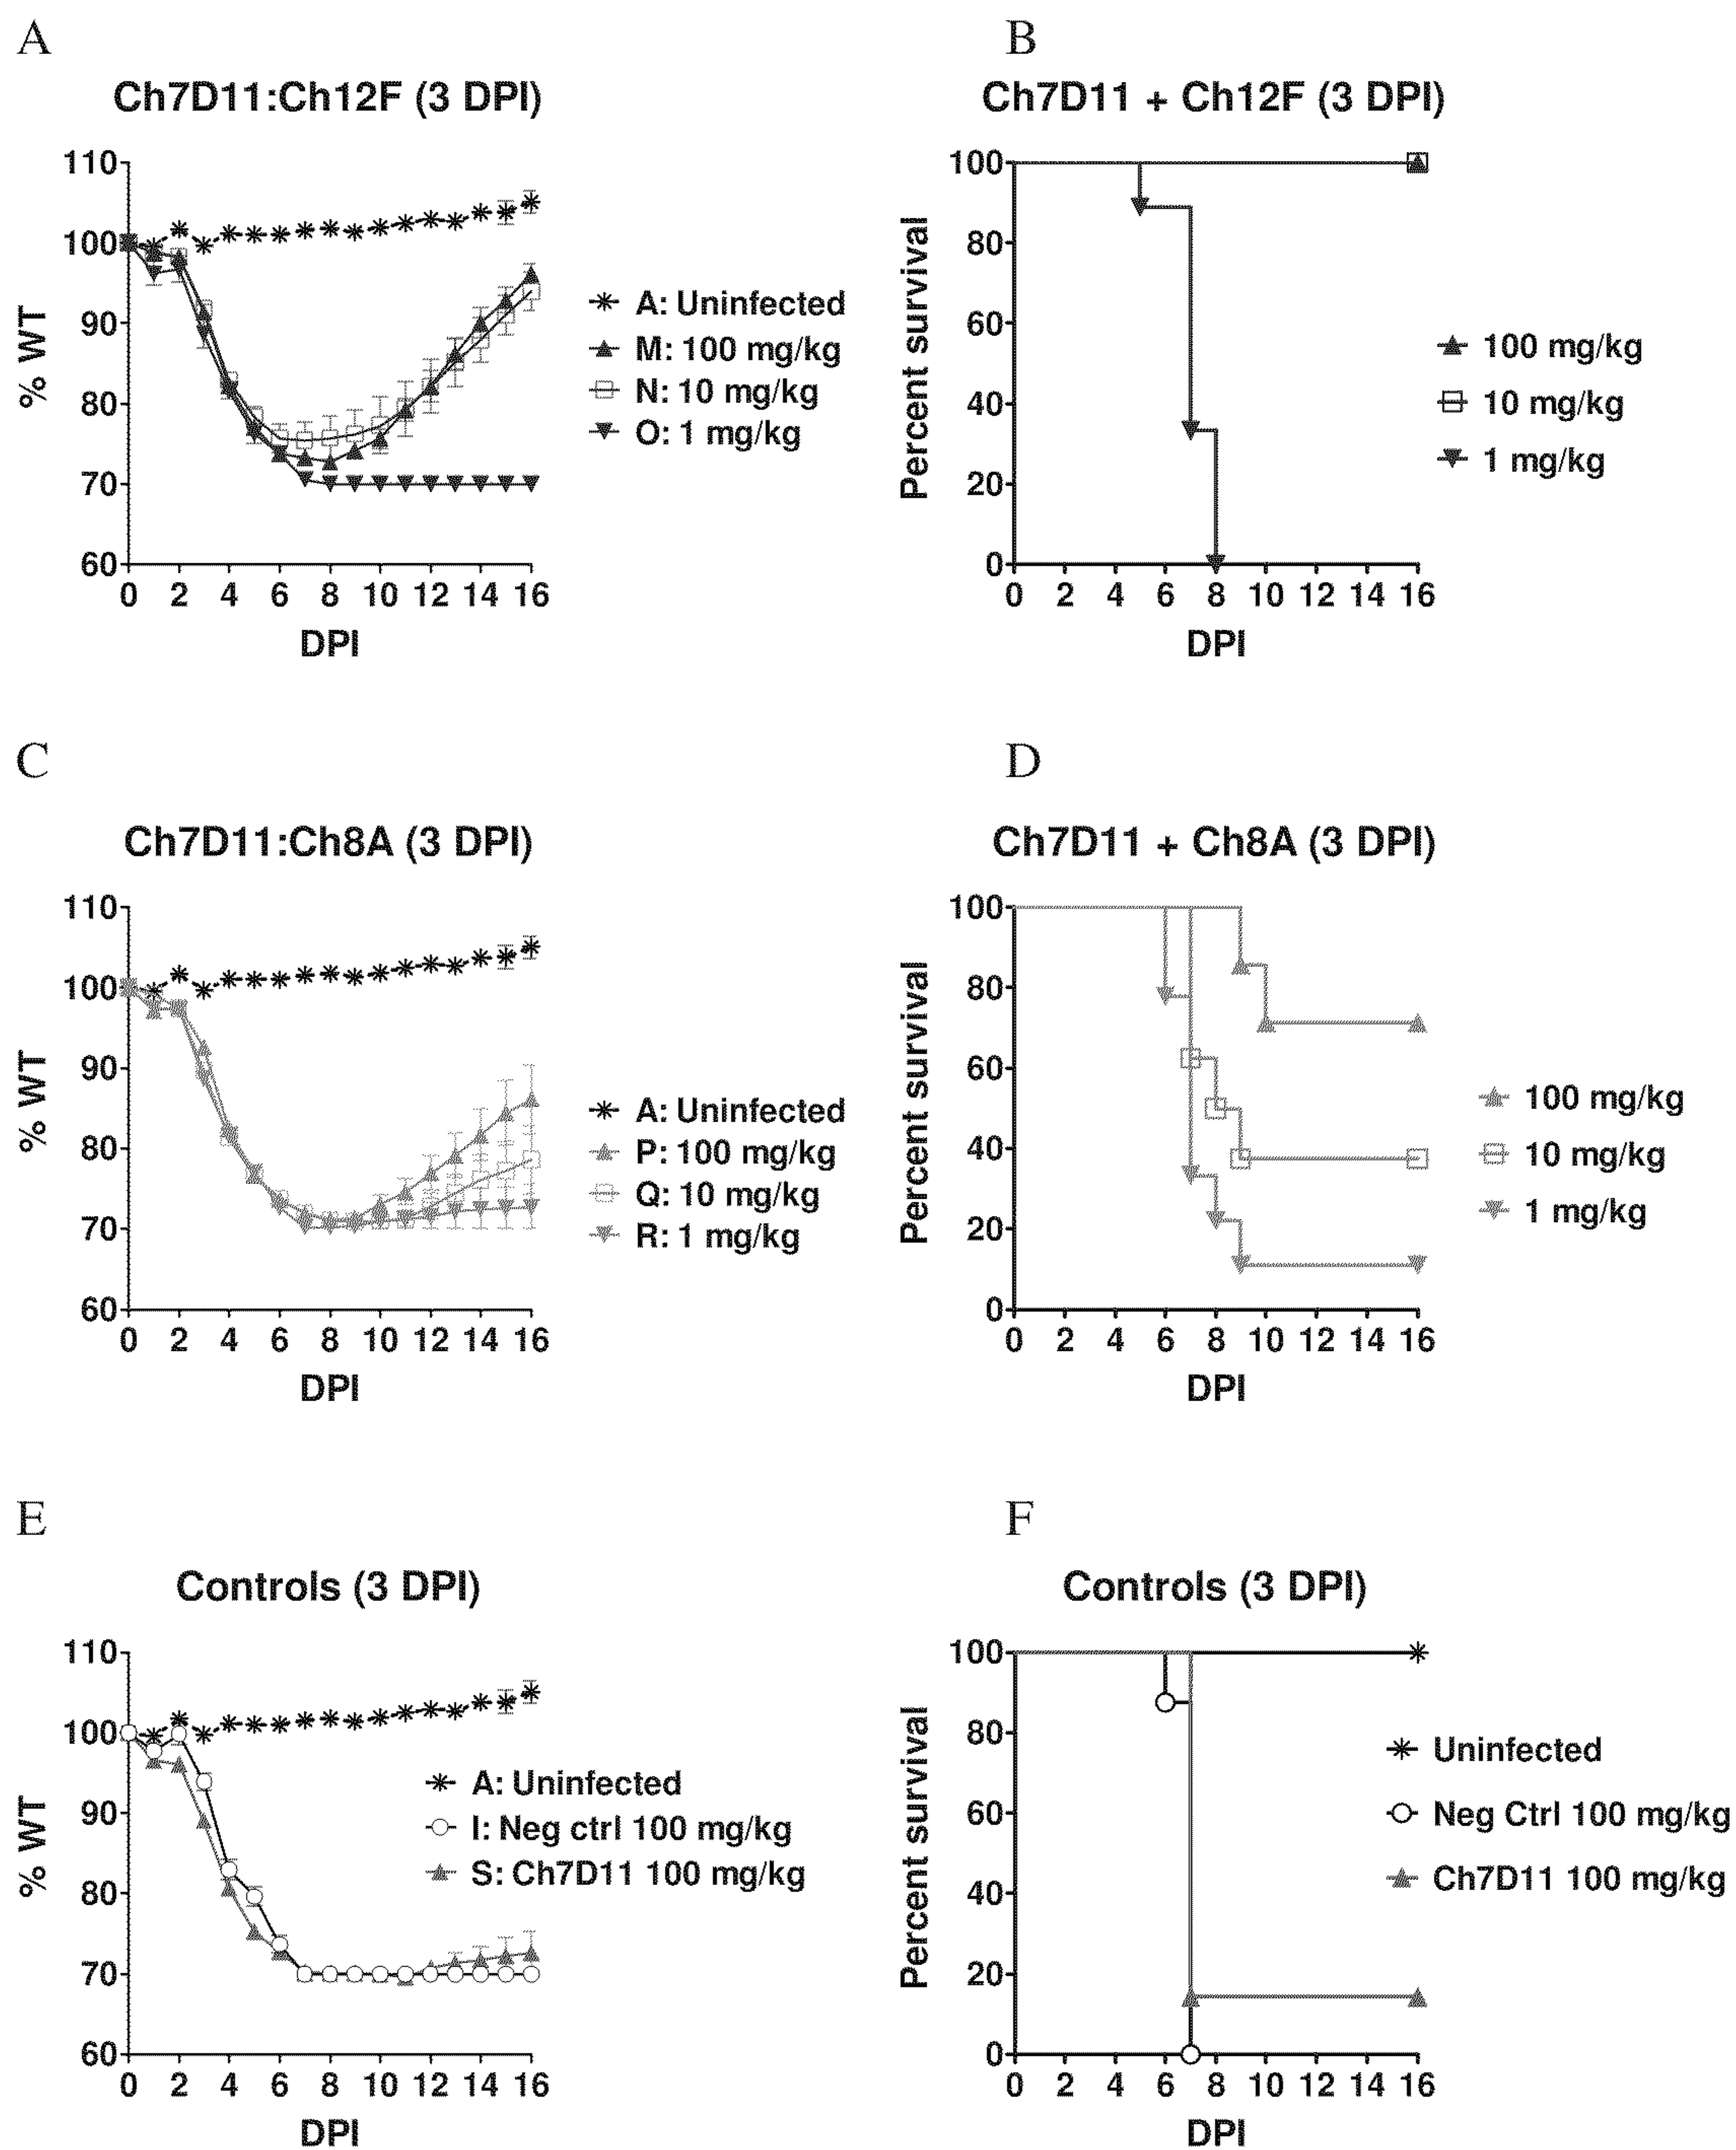 A
Ch7D11:Ch12F (3 DPI)
110
100
90
80
70
60
% WT
0 2 4 6 8 10 12 14 16
DPI
A: Uninfected
M: 100 mg/kg
N: 10 mg/kg
O: 1 mg/kg
B
Ch7D11 + Ch12F (3 DPI)
100
80
60
40
20
0
Percent survival
0 2 4 6 8 10 12 14 16
DPI
100 mg/kg
10 mg/kg
1 mg/kg
C
Ch7D11:Ch8A (3 DPI)
110
100
90
80
70
60
% WT
0 2 4 6 8 10 12 14 16
DPI
A: Uninfected
P: 100 mg/kg
Q: 10 mg/kg
R: 1 mg/kg
D
Ch7D11 + Ch8A (3 DPI)
100
80
60
40
20
0
Percent survival
0 2 4 6 8 10 12 14 16
DPI
100 mg/kg
10 mg/kg
1 mg/kg
E
Controls (3 DPI)
110
100
90
80
70
60
% WT
0 2 4 6 8 10 12 14 16
DPI
A: Uninfected
I: Neg ctrl 100 mg/kg
S: Ch7D11 100 mg/kg
F
Controls (3 DPI)
100
80
60
40
20
0
Percent survival
0 2 4 6 8 10 12 14 16
DPI
Uninfected
Neg Ctrl 100 mg/kg
Ch7D11 100 mg/kg